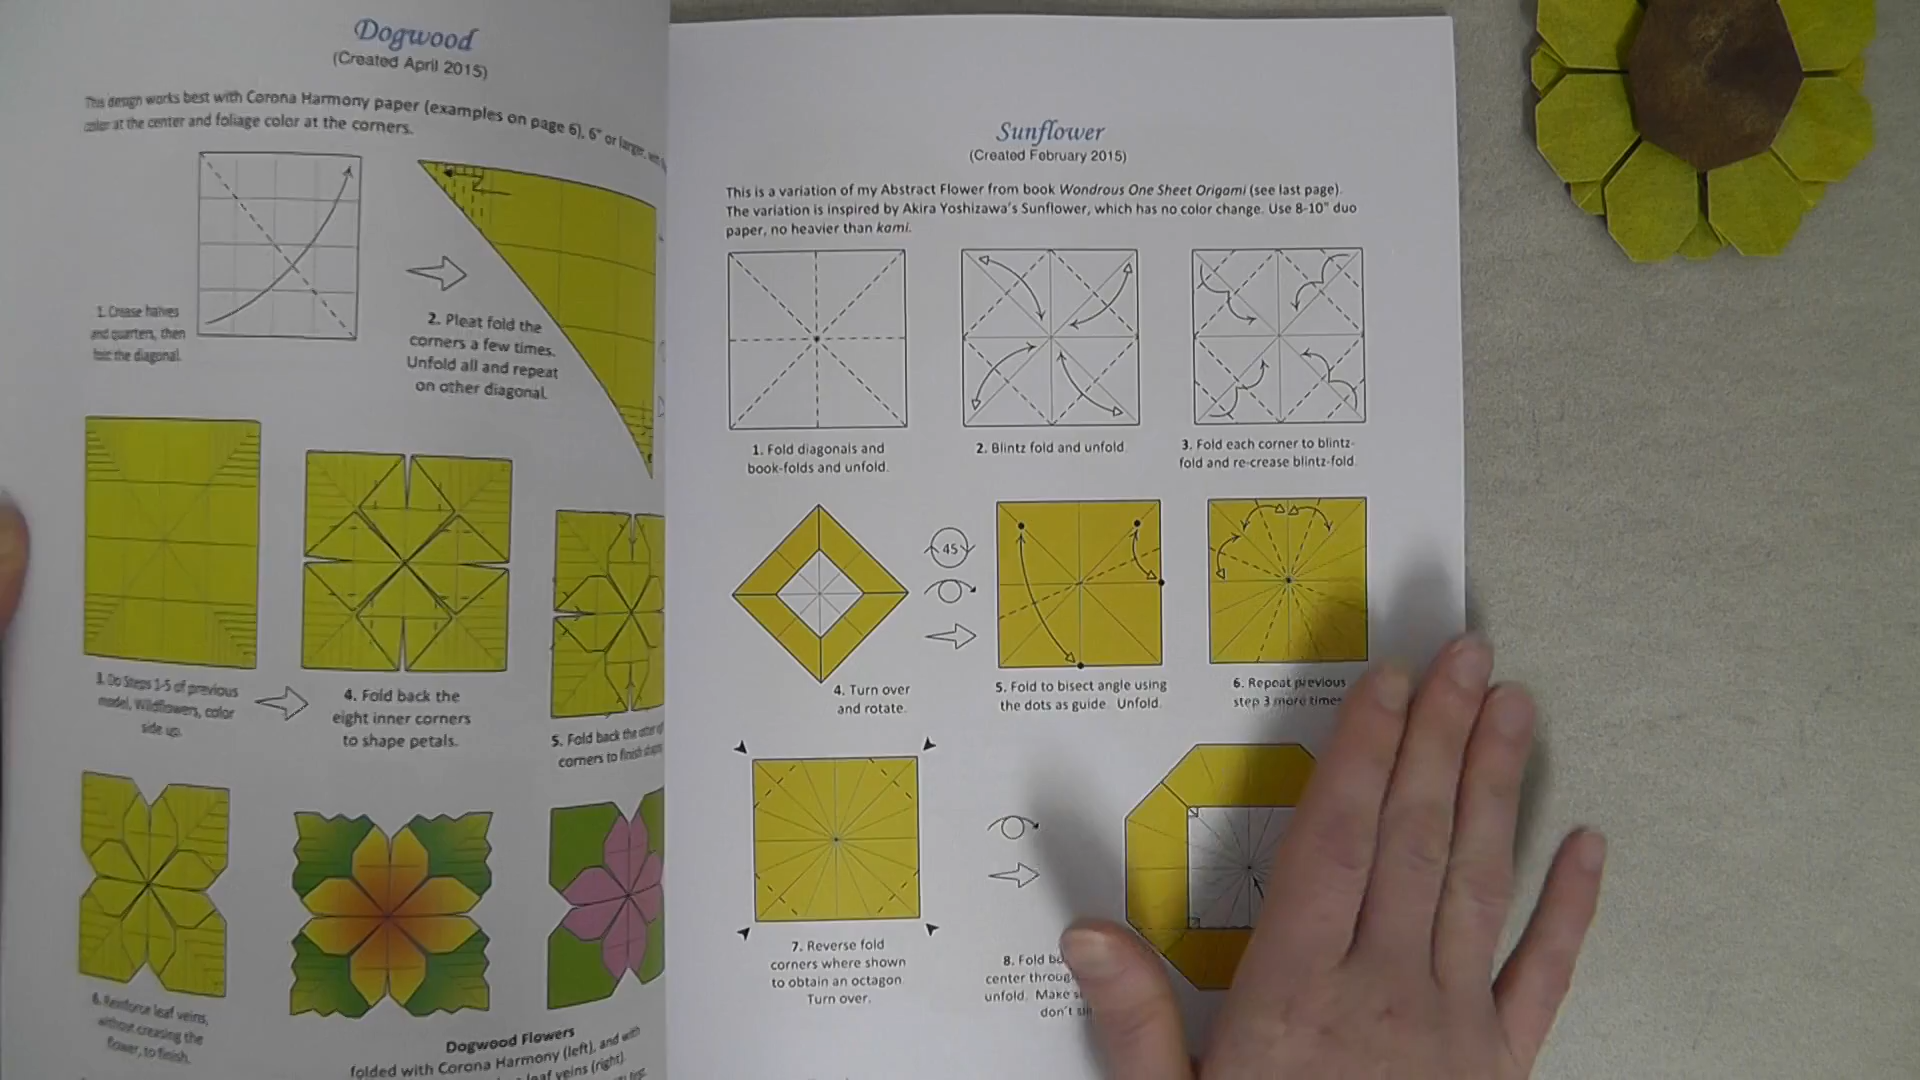 Dogwood
(Created April 2015)
This design works best with Corona Harmony paper (examples on page 6), 6" or larger, with
color at the center and foliage color at the corners.
1. Crease halves
and quarters, then
fold the diagonal.
2. Pleat fold the
corners a few times.
Unfold all and repeat
on other diagonal.
3. Do Steps 1-5 of previous
model, Wildflowers, color
side up.
4. Fold back the
eight inner corners
to shape petals.
5. Fold back the outer
corners to finish
6. Reinforce leaf veins,
without creasing the
flower, to finish.
Dogwood Flowers
folded with Corona Harmony (left), and with
leaf veins (right).
Sunflower
(Created February 2015)
This is a variation of my Abstract Flower from book Wondrous One Sheet Origami (see last page).
The variation is inspired by Akira Yoshizawa's Sunflower, which has no color change. Use 8-10" duo
paper, no heavier than kami.
1. Fold diagonals and
book-folds and unfold.
2. Blintz fold and unfold.
3. Fold each corner to blintz-
fold and re-crease blintz-fold.
45
4. Turn over
and rotate.
5. Fold to bisect angle using
the dots as guide. Unfold.
6. Repeat previous
step 3 more times
7. Reverse fold
corners where shown
to obtain an octagon.
Turn over.
8. Fold
center
unfold. Make
don't